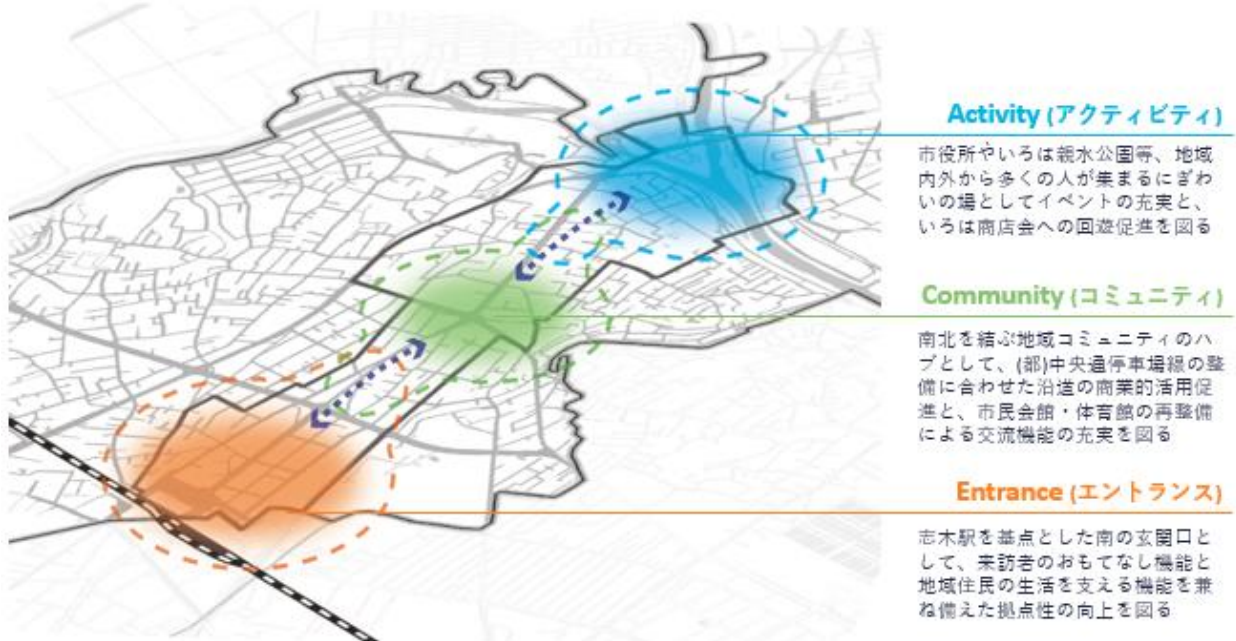 Activity (アクティビティ)
市役所やいろは親水公園等、地域
内外から多くの人が集まるにぎわ
いの場としてイベントの充実と、
いろは商店会への回遊促進を図る
Community (コミュニティ)
南北を結ぶ地域コミュニティのハ
ブとして、(都)中央通停車場線の整
備に合わせた沿道の商業的活用促
進と、市民会館・体育館の再整備
による交流機能の充実を図る
Entrance (エントランス)
志木駅を基点とした南の玄関口と
して、来訪者のおもてなし機能と
地域住民の生活を支える機能を兼
ね備えた拠点性の向上を図る